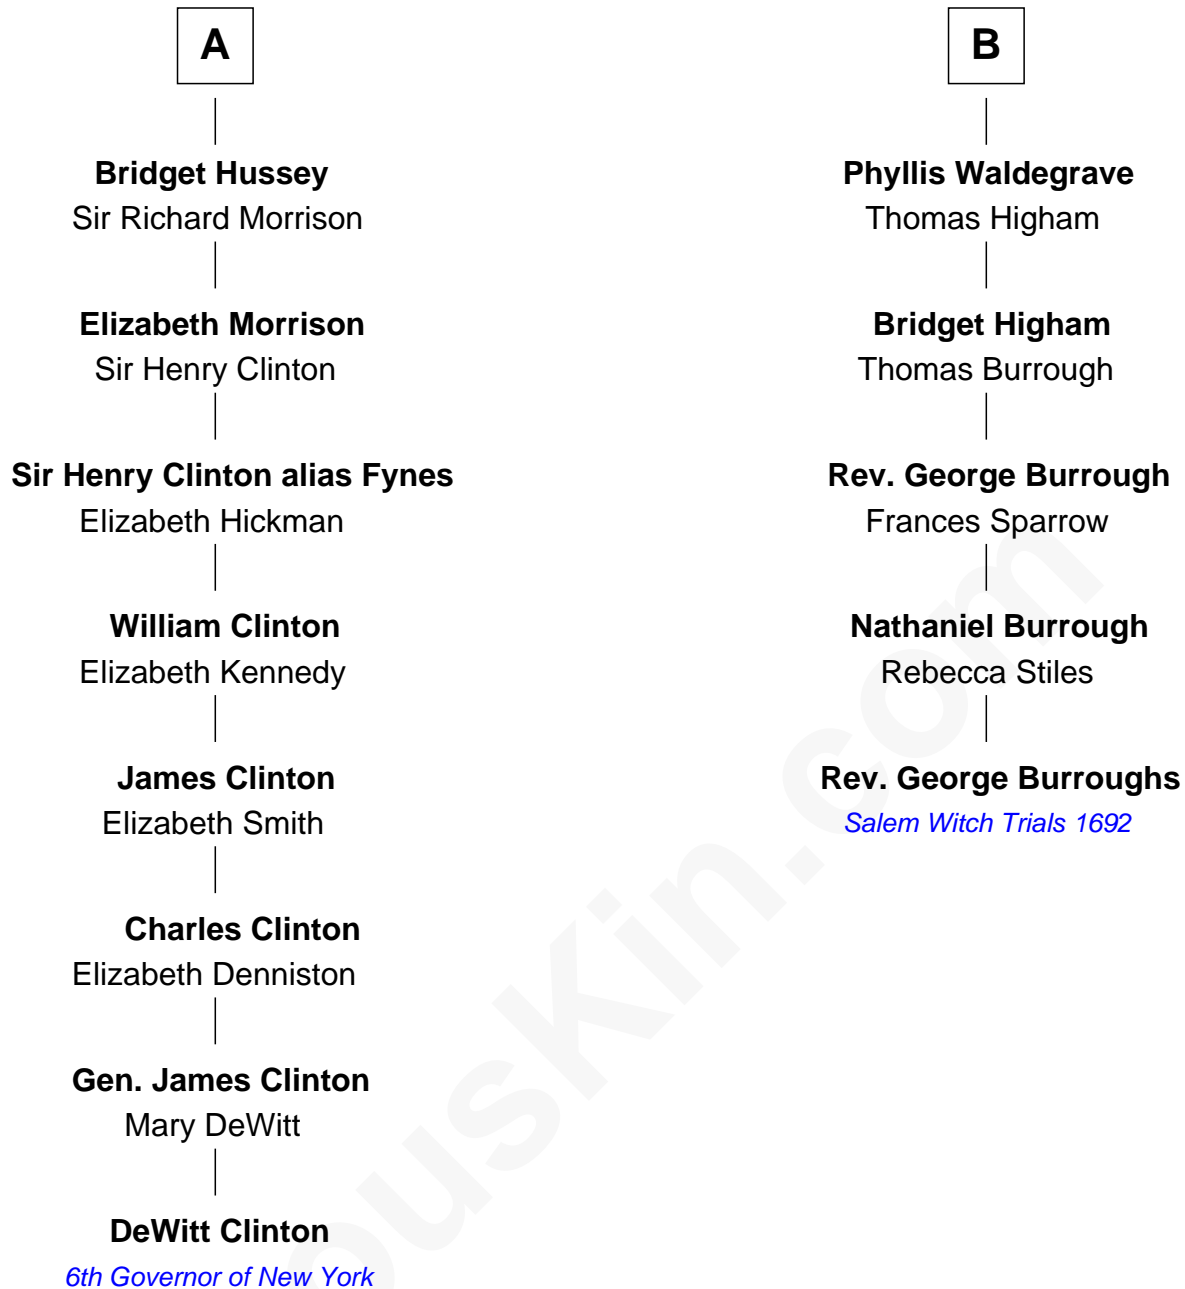 A
Bridget Hussey
Sir Richard Morrison
Elizabeth Morrison
Sir Henry Clinton
Sir Henry Clinton alias Fynes
Elizabeth Hickman
William Clinton
Elizabeth Kennedy
James Clinton
Elizabeth Smith
Charles Clinton
Elizabeth Denniston
Gen. James Clinton
Mary DeWitt
DeWitt Clinton
6th Governor of New York
B
Phyllis Waldegrave
Thomas Higham
Bridget Higham
Thomas Burrough
Rev. George Burrough
Frances Sparrow
Nathaniel Burrough
Rebecca Stiles
Rev. George Burroughs
Salem Witch Trials 1692
ousKin.com